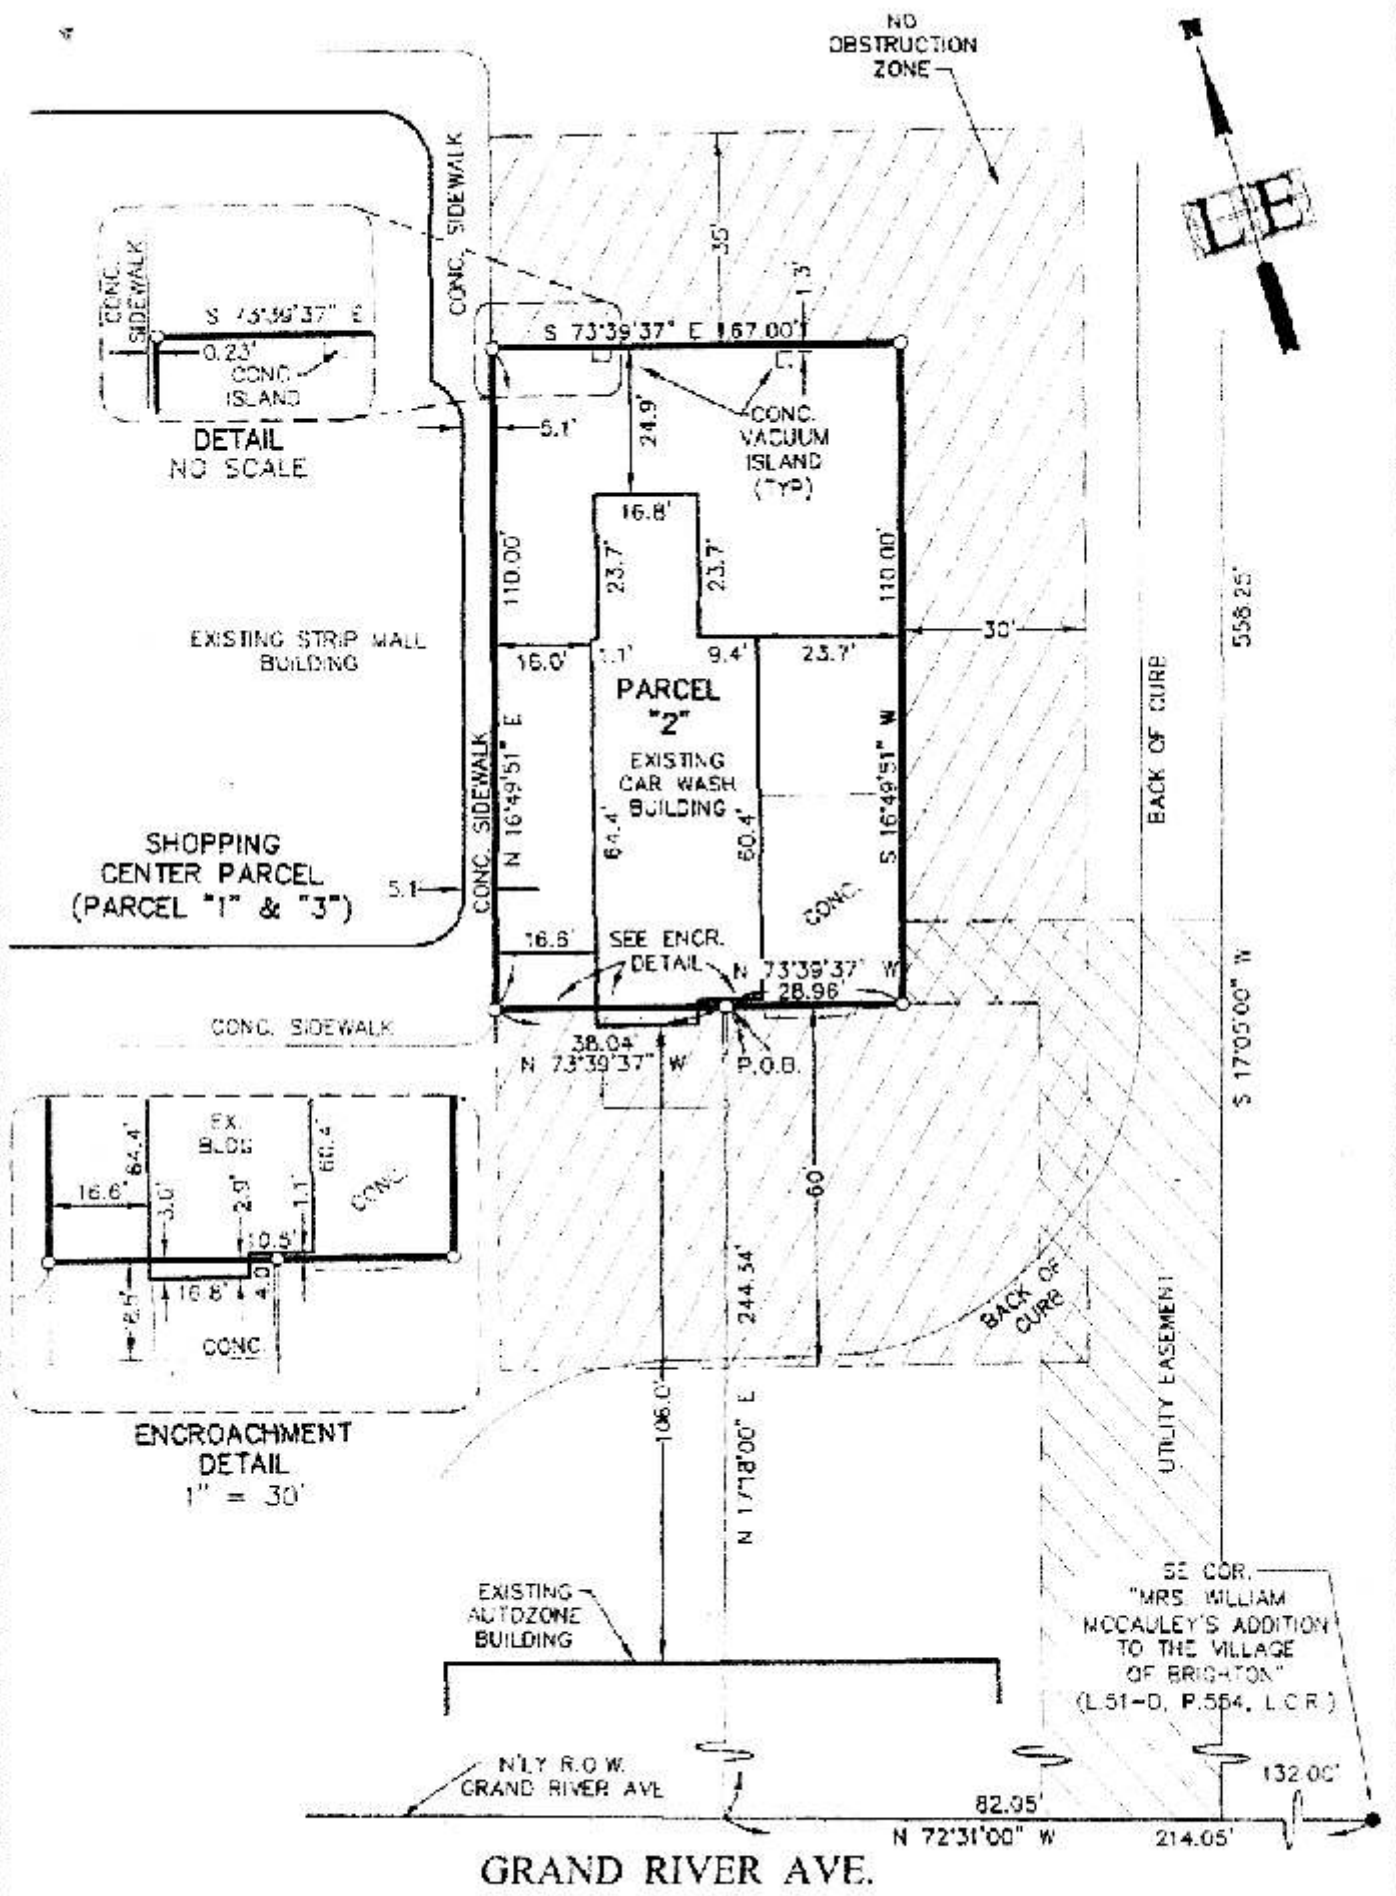 NO
OBSTRUCTION
ZONE
N
LE
CONC. SIDEWALK
35'
1.3'
CONC.
SIDEWALK
S 73°39'37" E
0.23'
CONC
ISLAND
DETAIL
NO SCALE
S 73°39'37" E 67.00'
24.9'
5.1'
CONC.
VACUUM
ISLAND
(TYP)
16.8'
110.00'
23.7'
23.7'
110.00'
30'
558.25'
EXISTING STRIP MALL
BUILDING
16.0'
1.1'
9.4'
23.7'
PARCEL
"2"
EXISTING
CAR WASH
BUILDING
BACK OF CURB
CONC. SIDEWALK
N 16°49'51" E
64.4'
60.4'
S 16°49'51" W
SHOPPING
CENTER PARCEL
(PARCEL "1" & "3")
5.1'
CONC.
16.6'
SEE ENCR.
DETAIL
N 73°39'37" W
28.96'
S 17°05'00" W
CONC. SIDEWALK
38.04'
N 73°39'37" W
P.O.B.
EX.
BLDG
64.4'
60.4'
16.6'
3.0'
2.9'
1.1'
CONC.
10.5'
16.8'
4.0'
CONC.
60'
244.34'
BACK OF
CURB
UTILITY EASEMENT
ENCROACHMENT
DETAIL
1" = 30'
106.0'
N 17°18'00" E
EXISTING
AUTOZONE
BUILDING
SE COR.
"MRS. WILLIAM
MCCAULEY'S ADDITION
TO THE VILLAGE
OF BRIGHTON"
(L.51-D, P.554, L.C.R.)
N'LY R.O.W.
GRAND RIVER AVE
132.00'
82.05'
N 72°31'00" W
214.05'
GRAND RIVER AVE.